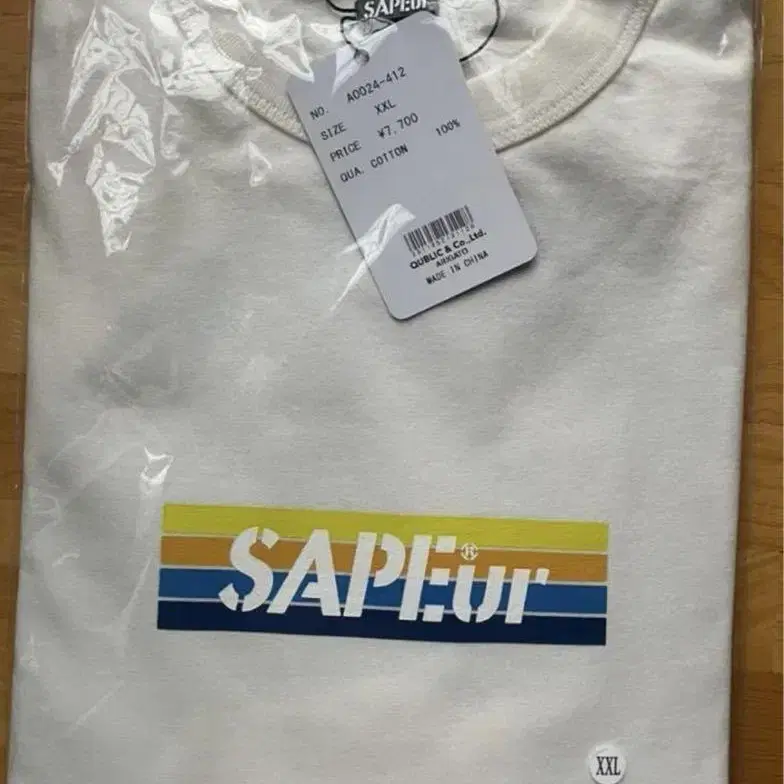 SAPEur
NO. A0024-412
SIZE XXL
PRICE ¥7,700
QUA. COTTON 100%
QUBLIC & Co.,Ltd.
ARIGATO
MADE IN CHINA
SAPEur®
XXL